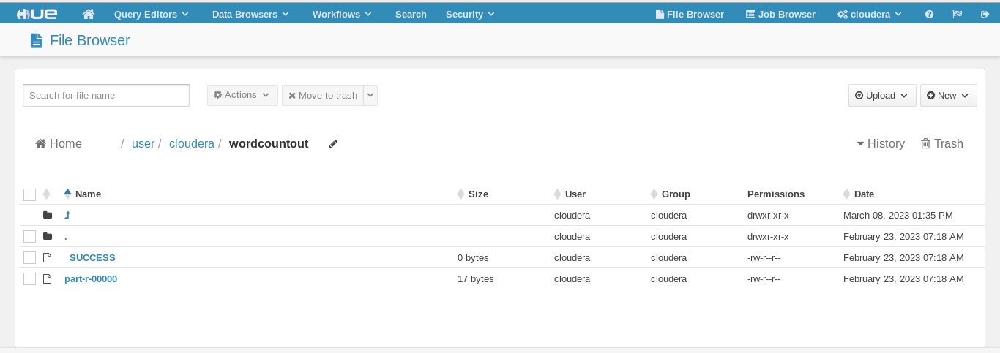 HUE Query Editors Data Browsers Workflows Search Security File Browser Job Browser cloudera
File Browser
Search for file name Actions Move to trash Upload New
Home / user / cloudera / wordcountout History Trash
Name Size User Group Permissions Date
cloudera cloudera drwxr-xr-x March 08, 2023 01:35 PM
. cloudera cloudera drwxr-xr-x February 23, 2023 07:18 AM
_SUCCESS 0 bytes cloudera cloudera -rw-r--r-- February 23, 2023 07:18 AM
part-r-00000 17 bytes cloudera cloudera -rw-r--r-- February 23, 2023 07:18 AM